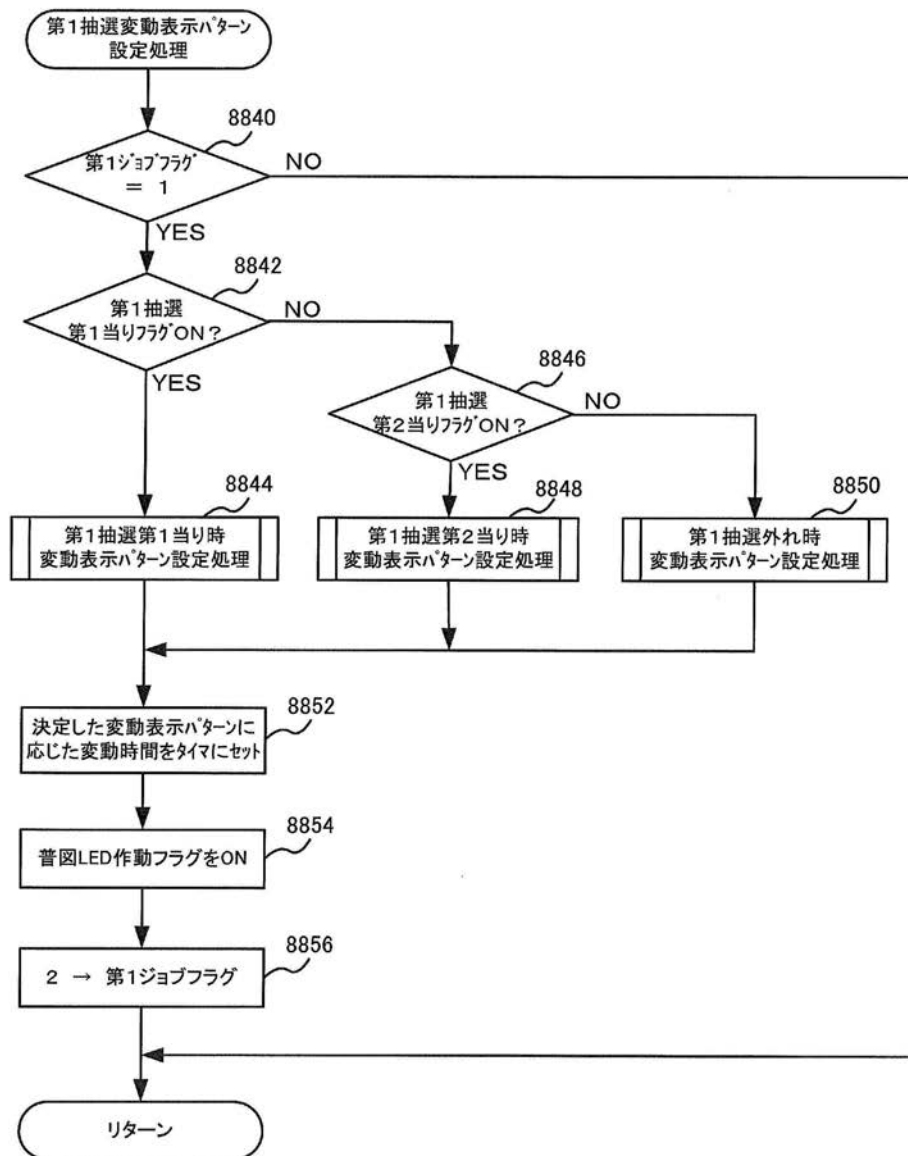 第1抽選変動表示パターン
設定処理
8840
第1ジョブフラグ
= 1
NO
YES
8842
第1抽選
第1当りフラグON?
NO
YES
8846
第1抽選
第2当りフラグON?
NO
YES
8844
第1抽選第1当り時
変動表示パターン設定処理
8848
第1抽選第2当り時
変動表示パターン設定処理
8850
第1抽選外れ時
変動表示パターン設定処理
8852
決定した変動表示パターンに
応じた変動時間をタイマにセット
8854
普図LED作動フラグをON
8856
2 → 第1ジョブフラグ
リターン